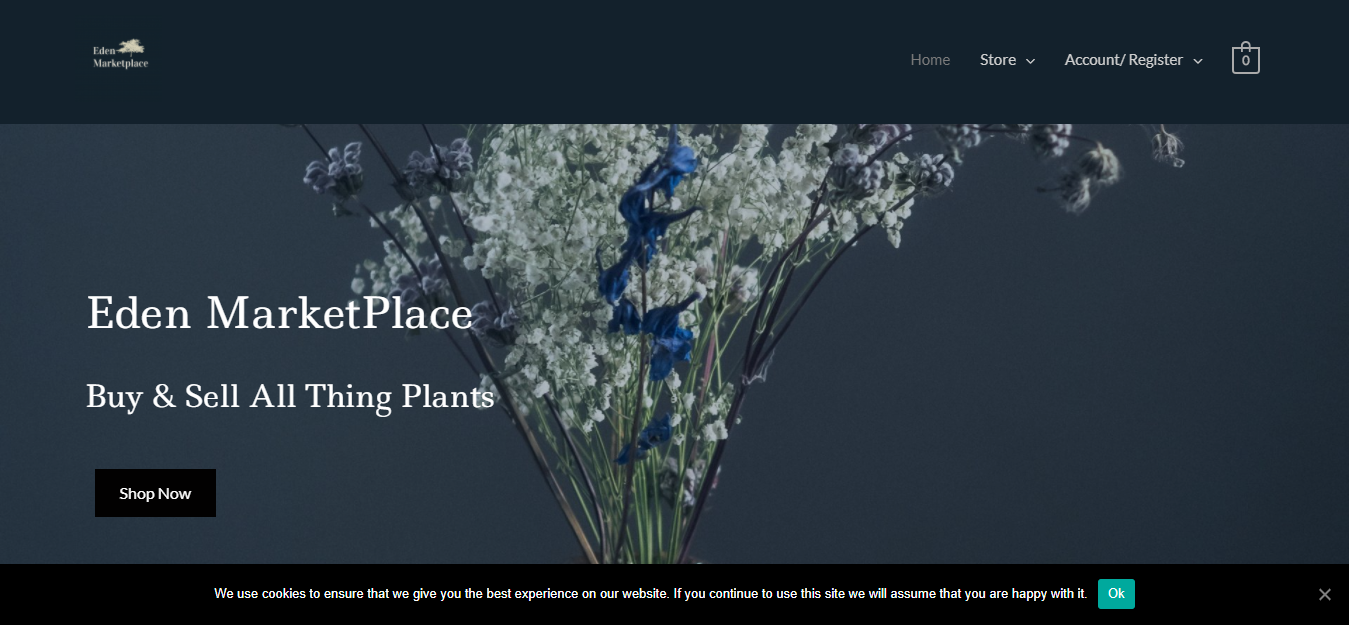 Eden
Marketplace
Home Store Account/ Register 0
Eden MarketPlace
Buy & Sell All Thing Plants
Shop Now
We use cookies to ensure that we give you the best experience on our website. If you continue to use this site we will assume that you are happy with it. Ok